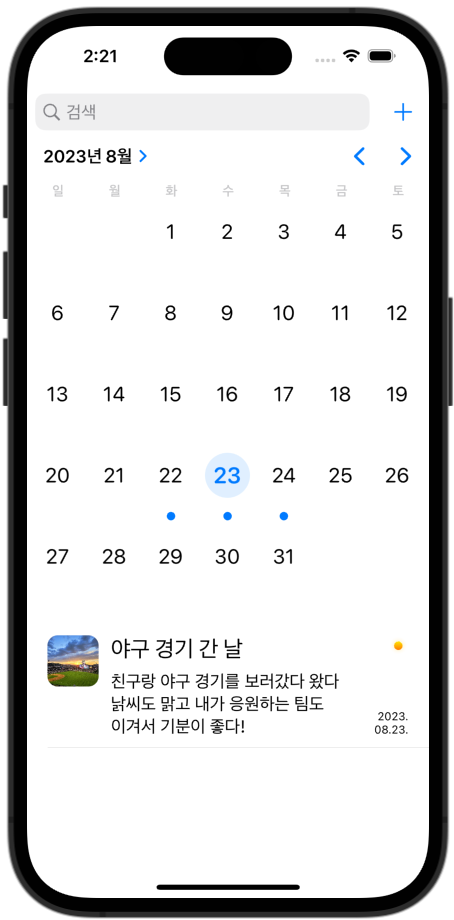 2:21
검색
2023년 8월
일 월 화 수 목 금 토
1 2 3 4 5
6 7 8 9 10 11 12
13 14 15 16 17 18 19
20 21 22 23 24 25 26
27 28 29 30 31
야구 경기 간 날
친구랑 야구 경기를 보러갔다 왔다
낡씨도 맑고 내가 응원하는 팀도
이겨서 기분이 좋다!
2023.
08.23.